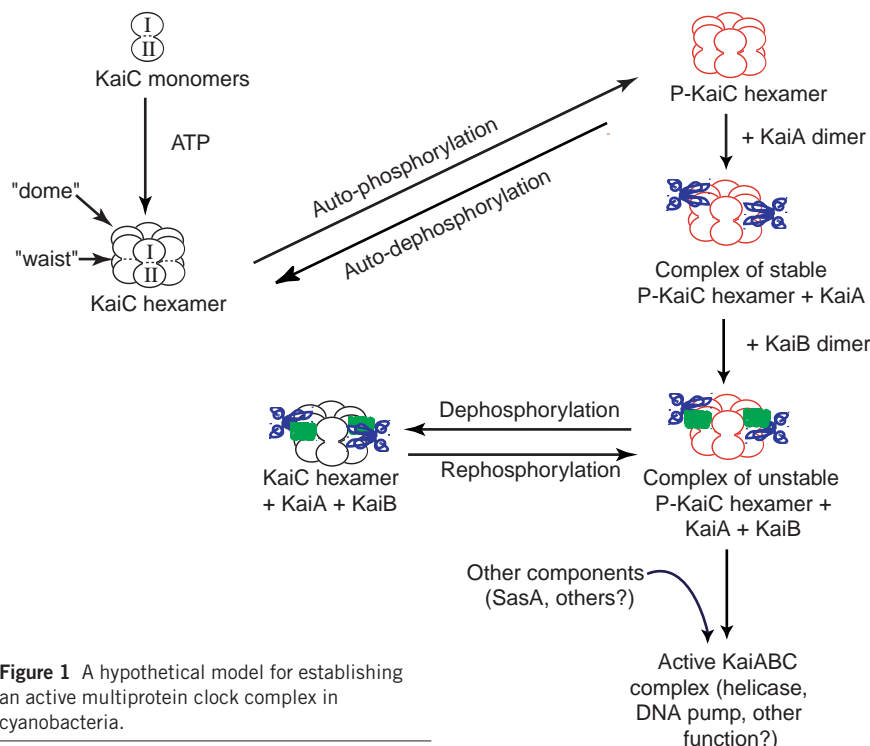 I
II
KaiC monomers
ATP
"dome"
"waist"
I
II
KaiC hexamer
Auto-phosphorylation
Auto-dephosphorylation
P-KaiC hexamer
+ KaiA dimer
Complex of stable
P-KaiC hexamer + KaiA
+ KaiB dimer
Dephosphorylation
Rephosphorylation
KaiC hexamer
+ KaiA + KaiB
Complex of unstable
P-KaiC hexamer +
KaiA + KaiB
Other components
(SasA, others?)
Active KaiABC
complex (helicase,
DNA pump, other
function?)
Figure 1 A hypothetical model for establishing
an active multiprotein clock complex in
cyanobacteria.